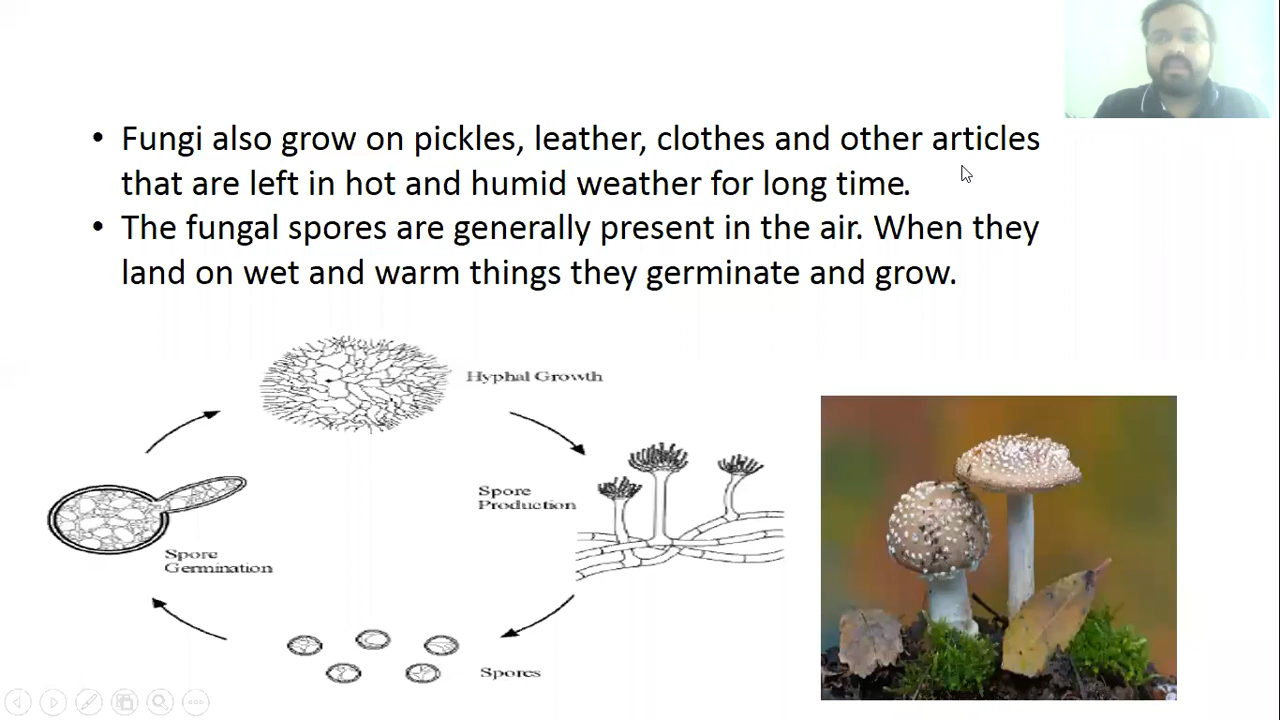 • Fungi also grow on pickles, leather, clothes and other articles
that are left in hot and humid weather for long time.
• The fungal spores are generally present in the air. When they
land on wet and warm things they germinate and grow.
Hyphal Growth
Spore
Production
Spore
Germination
Spores